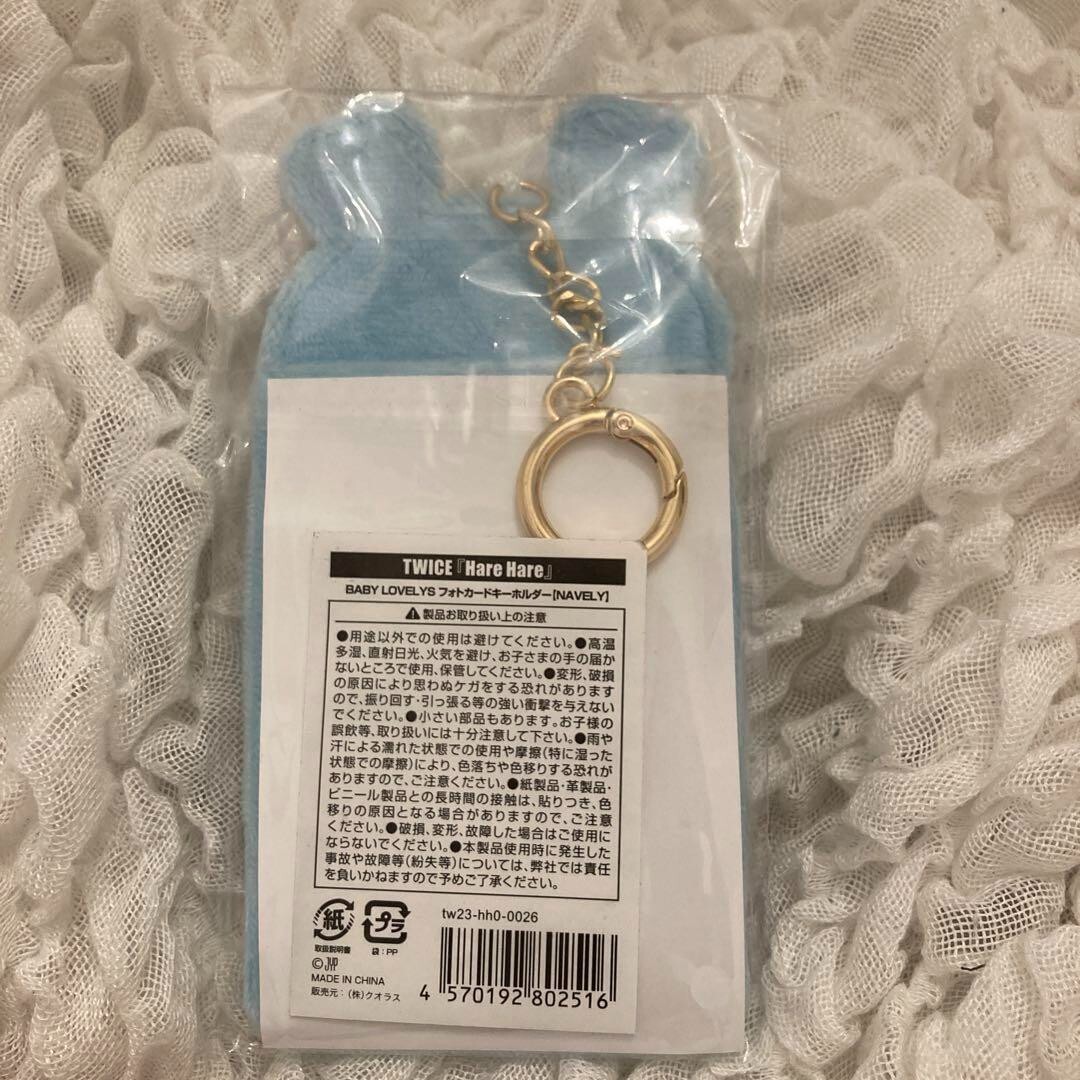 TWICE『Hare Hare』
BABY LOVELYS フォトカードキーホルダー[NAVELY]
製品お取り扱い上の注意
●用途以外での使用は避けてください。●高温
多湿、直射日光、火気を避け、お子さまの手の届か
ないところで使用、保管してください。●変形、破損
の原因により思わぬケガをする恐れがあります
ので、振り回す・引っ張る等の強い衝撃を与えない
でください。●小さい部品もあります。お子様の
誤飲等、取り扱いには十分注意して下さい。●雨や
汗による濡れた状態での使用や摩擦(特に湿った
状態での摩擦)により、色落ちや色移りする恐れが
ありますので、ご注意ください。●紙製品・革製品・
ビニール製品との長時間の接触は、貼りつき、色
移りの原因となる場合がありますので、ご注意
ください。●破損、変形、故障した場合はご使用に
ならないでください。●本製品使用時に発生した
事故や故障等(紛失等)については、弊社では責任
を負いかねますので予めご了承ください。
紙
取扱説明書
プラ
袋:PP
tw23-hh0-0026
©JYP
MADE IN CHINA
販売元:(株)クオラス
4 570192 802516